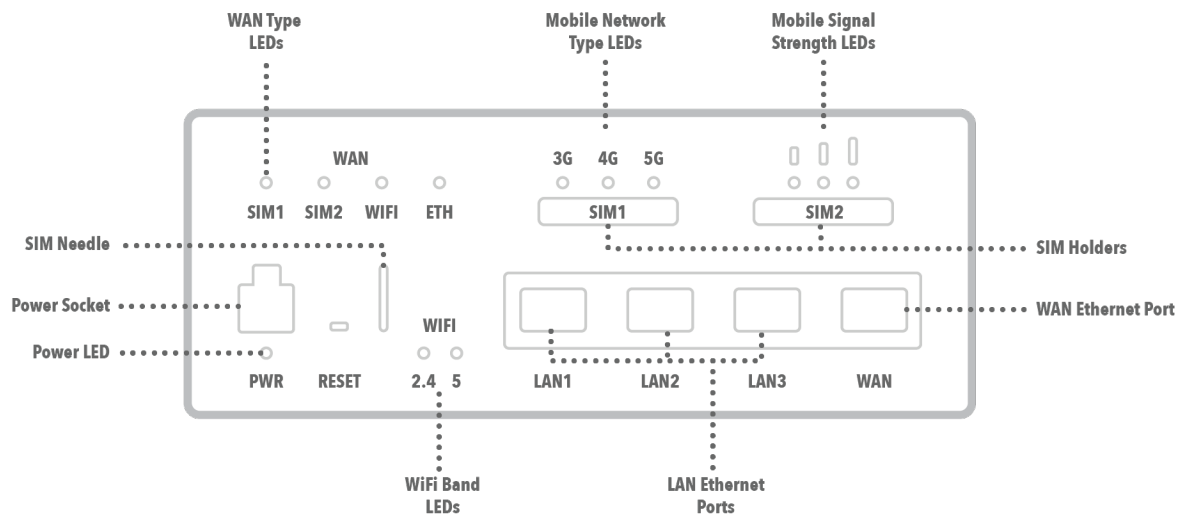 WAN Type
LEDs
Mobile Network
Type LEDs
Mobile Signal
Strength LEDs
WAN
3G 4G 5G
SIM1 SIM2 WIFI ETH
SIM1
SIM2
SIM Needle
SIM Holders
Power Socket
WAN Ethernet Port
WIFI
Power LED
PWR RESET 2.4 5 LAN1 LAN2 LAN3 WAN
WiFi Band
LEDs
LAN Ethernet
Ports